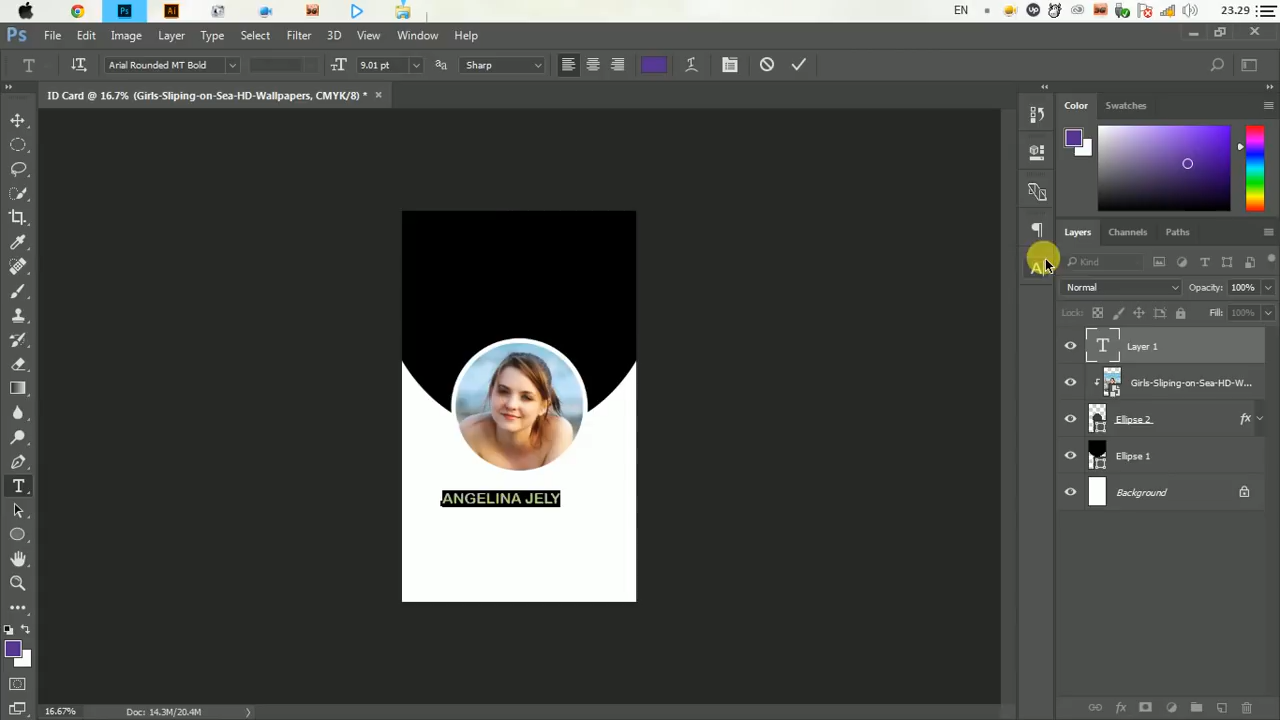 EN
23.29
Ps
File Edit Image Layer Type Select Filter 3D View Window Help
Arial Rounded MT Bold
9.01 pt
Sharp
ID Card @ 16.7% (Girls-Sliping-on-Sea-HD-Wallpapers, CMYK/8) *
Color Swatches
Layers Channels Paths
Kind
Normal Opacity: 100%
Lock: Fill: 100%
Layer 1
Girls-Sliping-on-Sea-HD-W...
Ellipse 2 fx
Ellipse 1
Background
ANGELINA JELY
16.67% Doc: 14.3M/20.4M